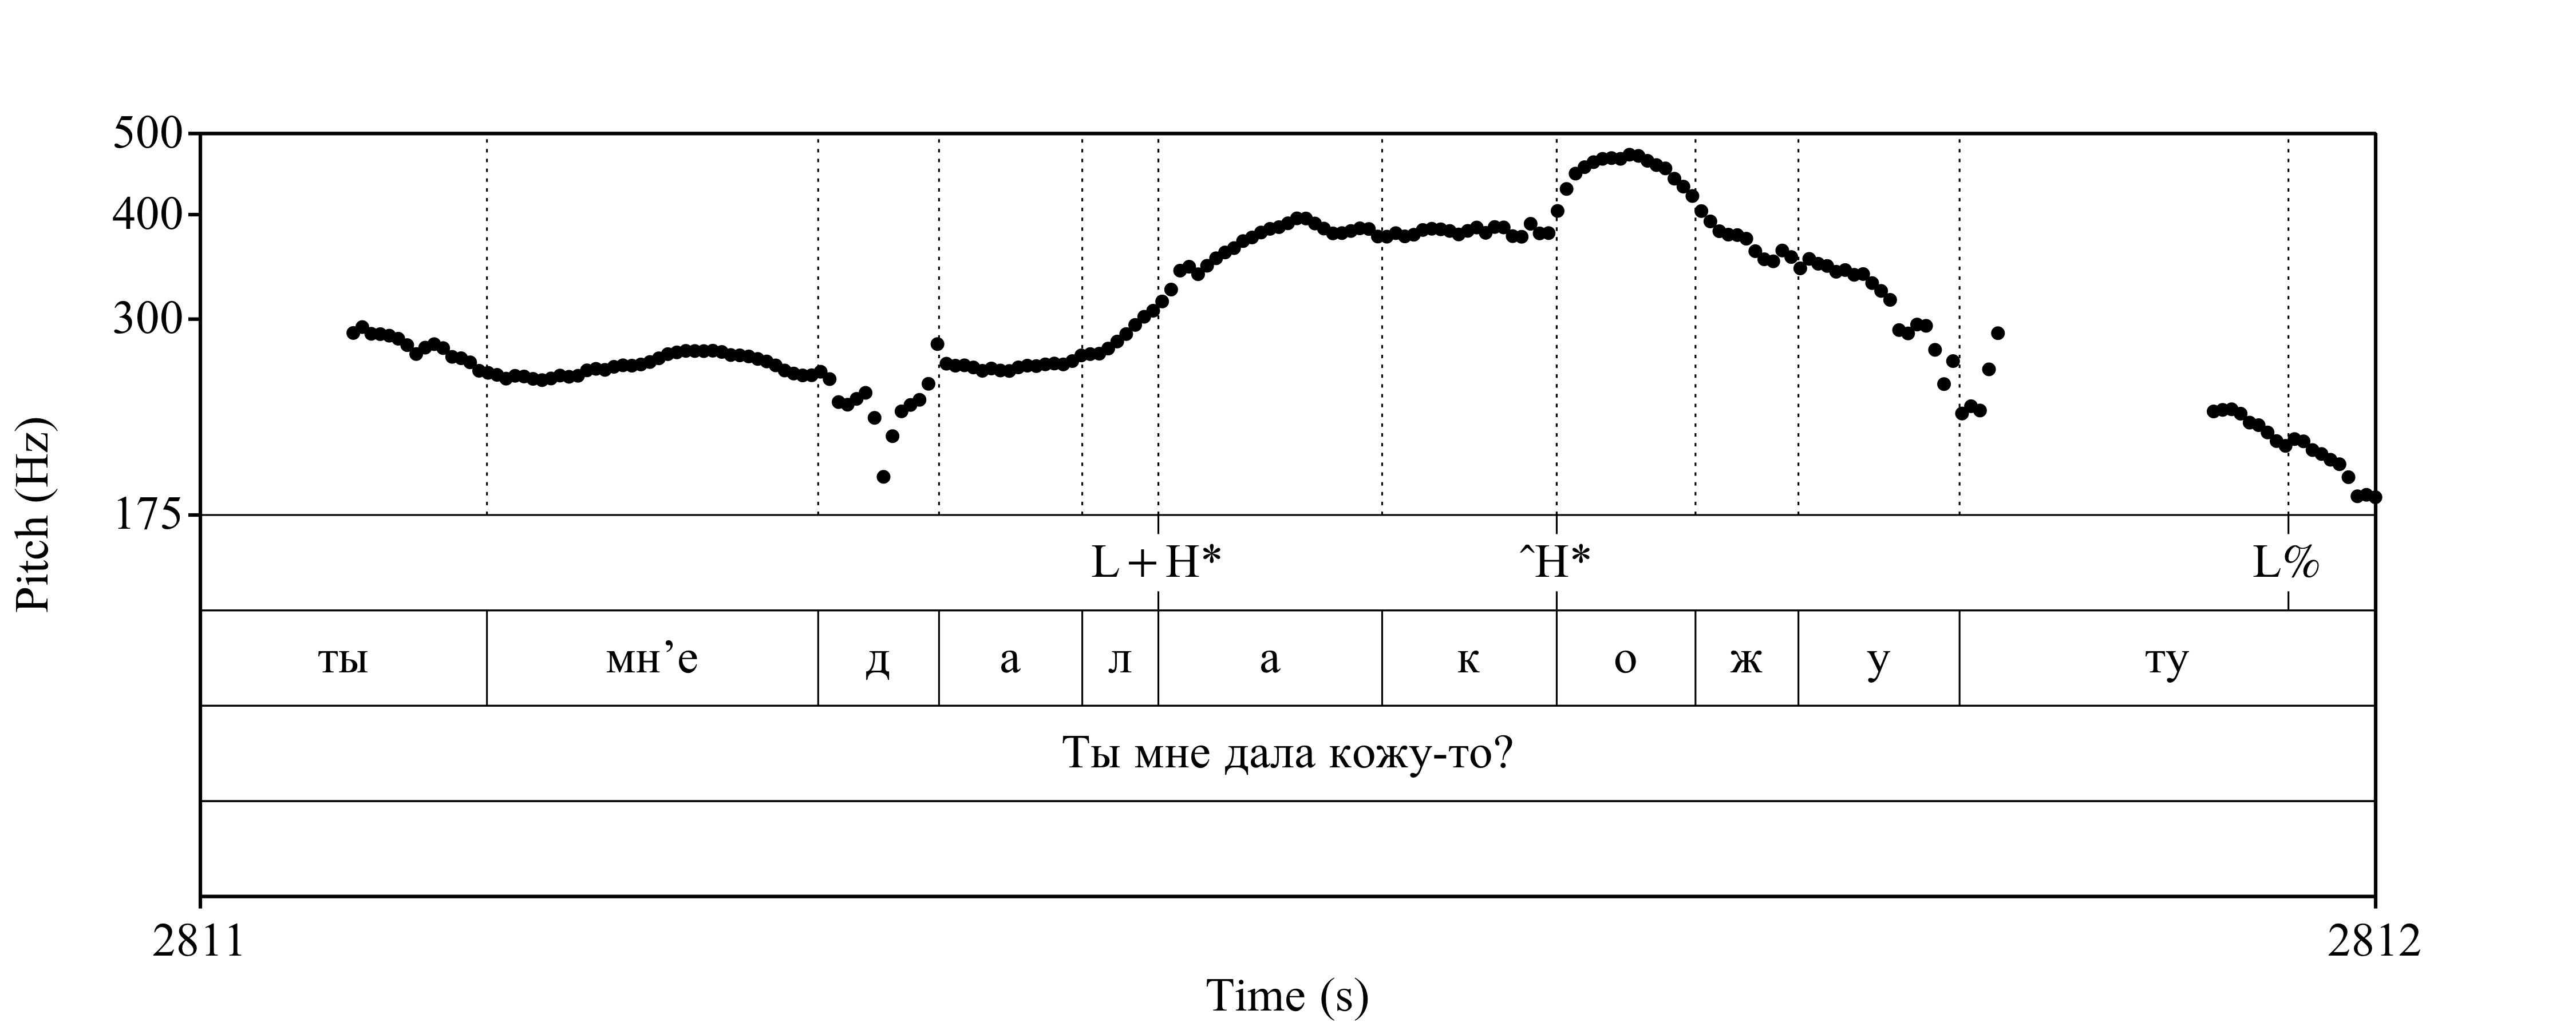 500
400
300
175
Pitch (Hz)
L+H* ^H* L%
ты мн’е д а л а к о ж у ту
Ты мне дала кожу-то?
2811 2812
Time (s)